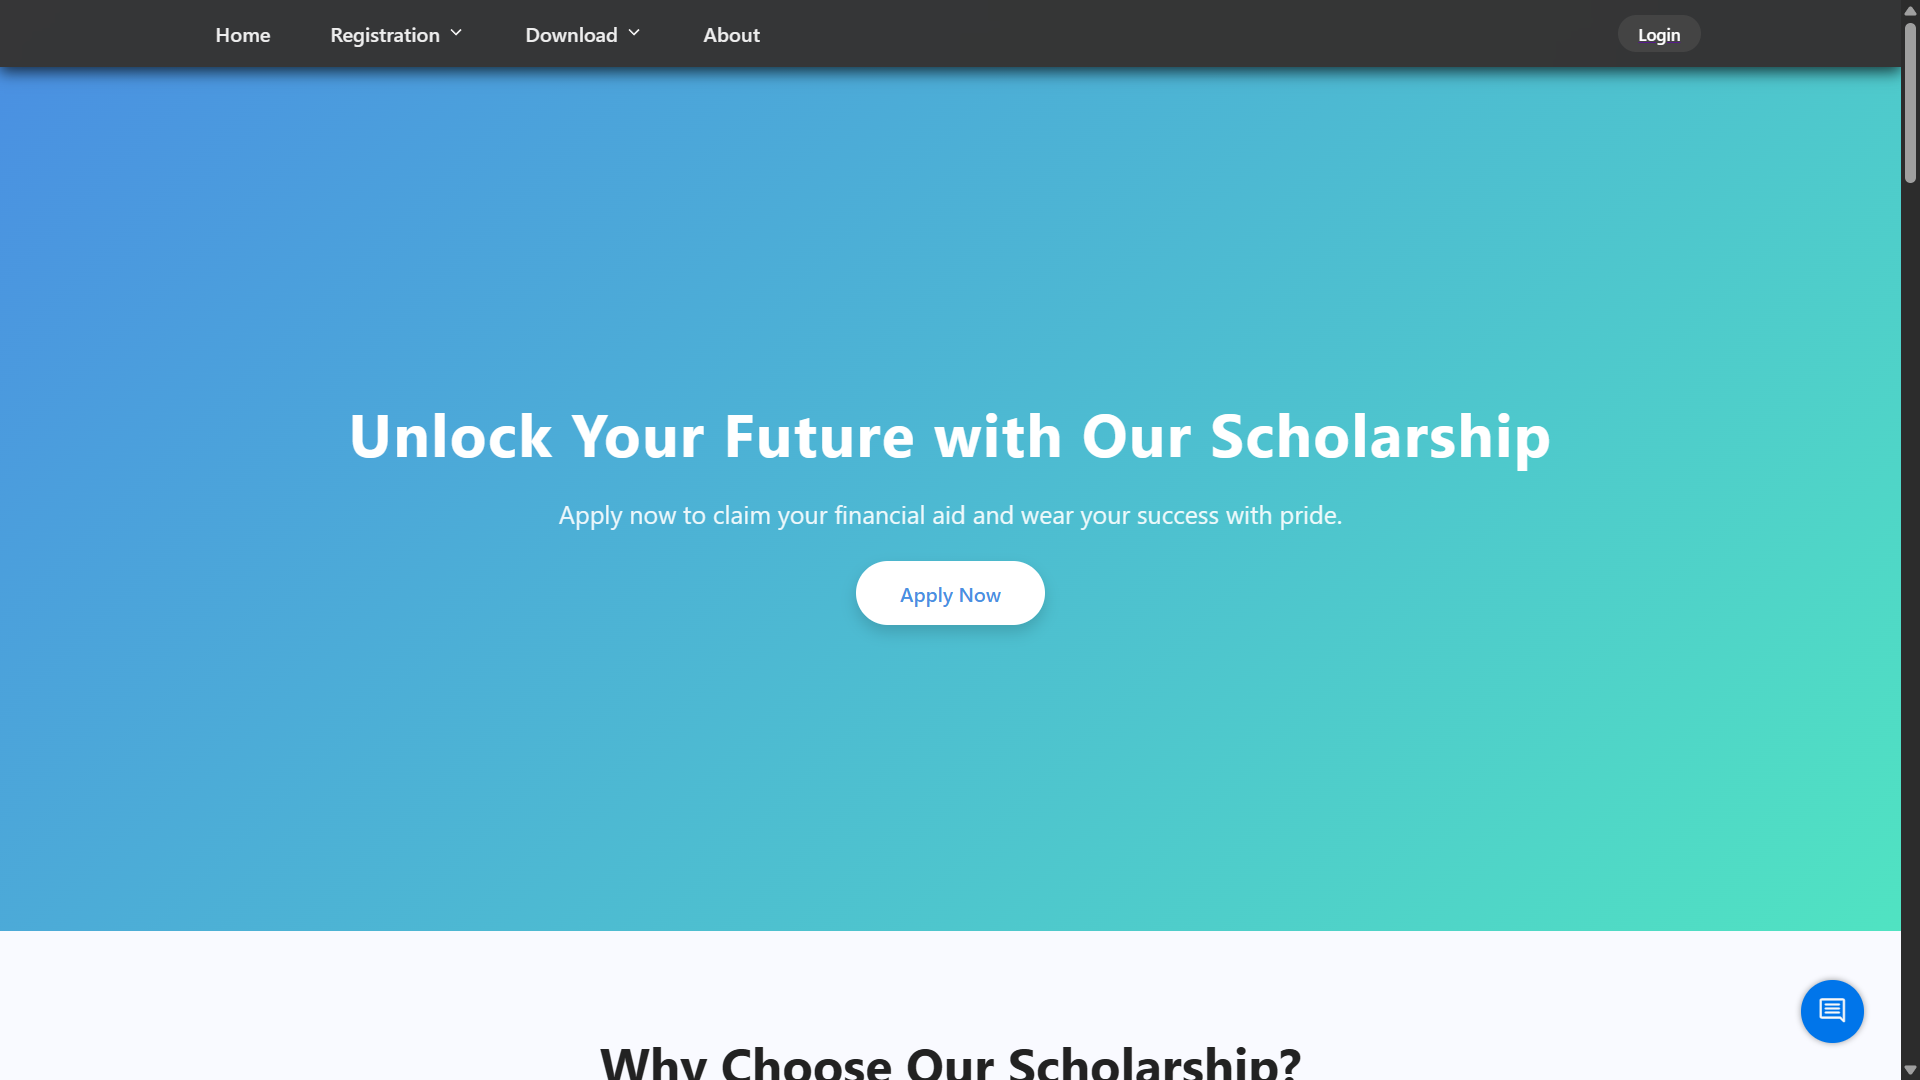 Home Registration Download About Login
Unlock Your Future with Our Scholarship
Apply now to claim your financial aid and wear your success with pride.
Apply Now
Why Choose Our Scholarship?